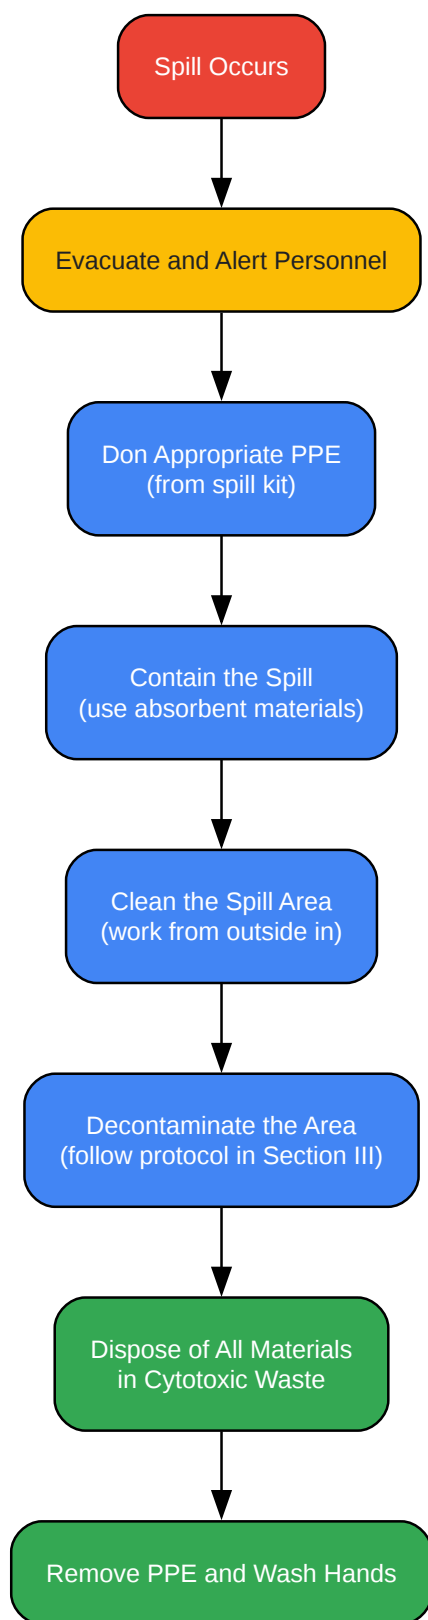 Spill Occurs
Evacuate and Alert Personnel
Don Appropriate PPE
(from spill kit)
Contain the Spill
(use absorbent materials)
Clean the Spill Area
(work from outside in)
Decontaminate the Area
(follow protocol in Section III)
Dispose of All Materials
in Cytotoxic Waste
Remove PPE and Wash Hands